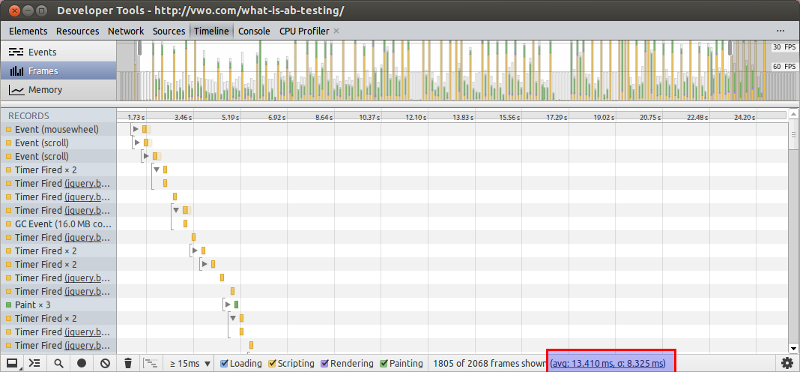 Developer Tools - http://vwo.com/what-is-ab-testing/
Elements Resources Network Sources Timeline Console CPU Profiler ×
Events
Frames
Memory
30 FPS
60 FPS
RECORDS
1.73 s 3.46 s 5.19 s 6.92 s 8.64 s 10.37 s 12.10 s 13.83 s 15.56 s 17.29 s 19.02 s 20.75 s 22.48 s 24.20 s
Event (mousewheel)
Event (scroll)
Event (scroll)
Timer Fired × 2
Timer Fired (jquery.b...
Timer Fired (jquery.b...
Timer Fired (jquery.b...
GC Event (16.0 MB co...
Timer Fired (jquery.b...
Timer Fired × 2
Timer Fired × 2
Timer Fired (jquery.b...
Timer Fired (jquery.b...
Paint × 3
Timer Fired × 2
Timer Fired (jquery.b...
Timer Fired (jquery.b...
≥ 15ms Loading Scripting Rendering Painting 1805 of 2068 frames shown (avg: 13.410 ms, σ: 8.325 ms)